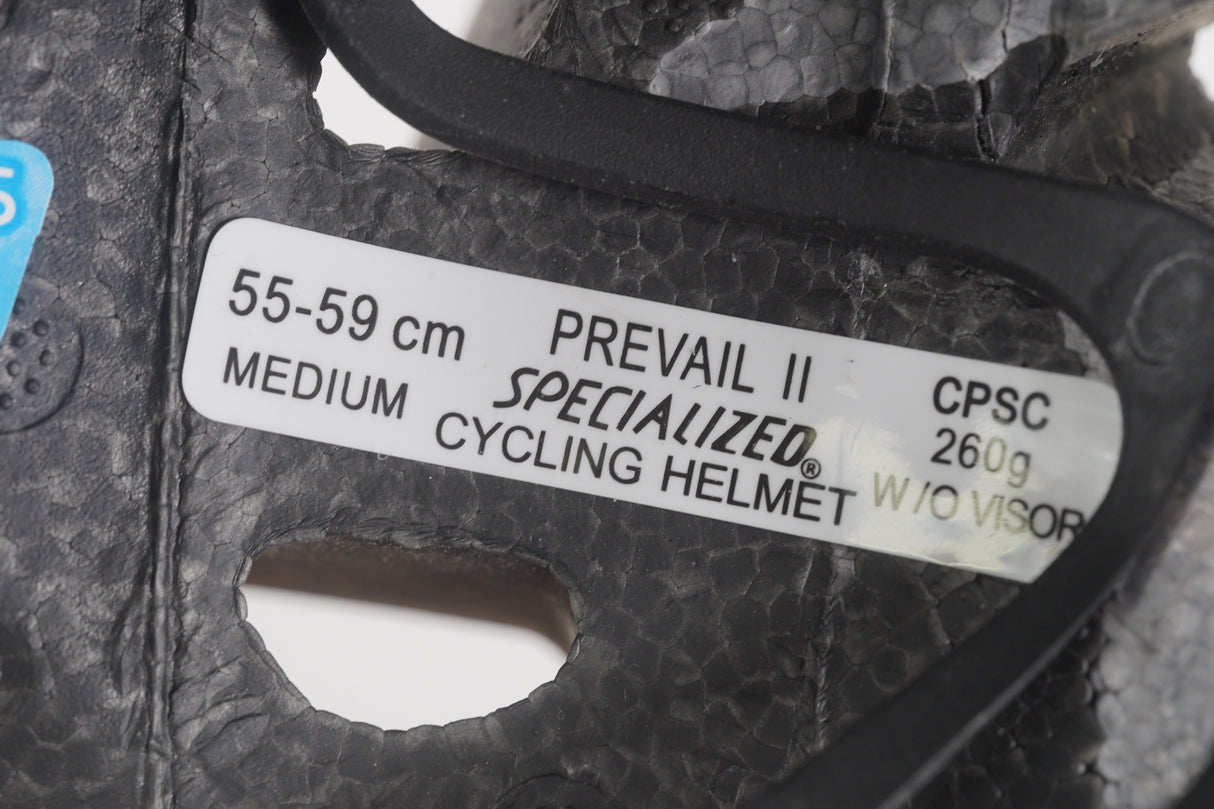 55-59 cm
MEDIUM
PREVAIL II
SPECIALIZED®
CYCLING HELMET
CPSC
260g
W/O VISOR